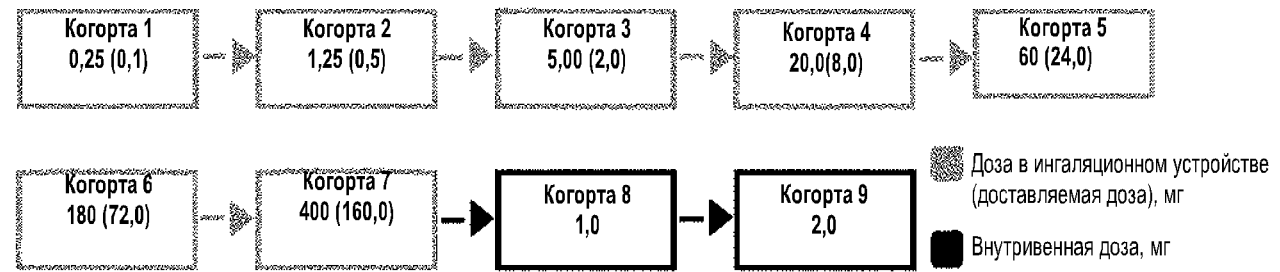 Когорта 1
0,25 (0,1)
Когорта 2
1,25 (0,5)
Когорта 3
5,00 (2,0)
Когорта 4
20,0(8,0)
Когорта 5
60 (24,0)
Когорта 6
180 (72,0)
Когорта 7
400 (160,0)
Когорта 8
1,0
Когорта 9
2,0
Доза в ингаляционном устройстве
(доставляемая доза), мг
Внутривенная доза, мг